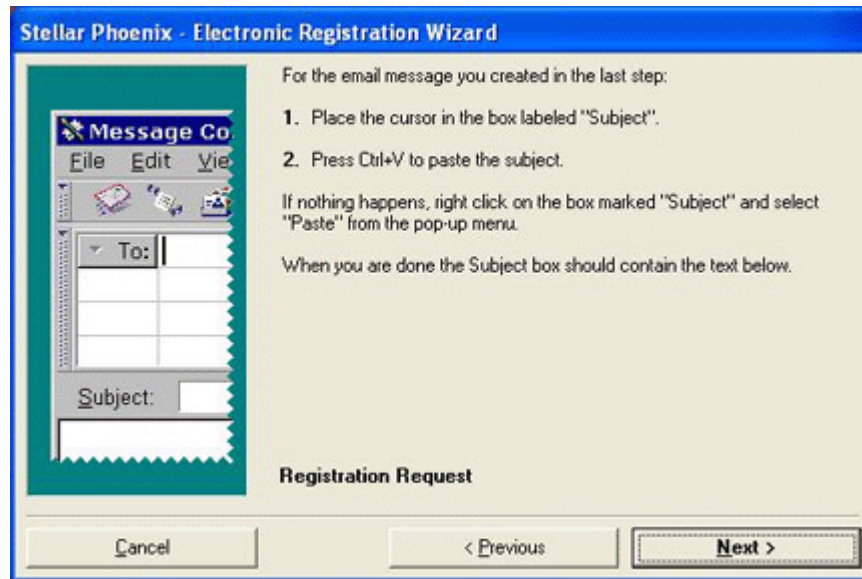 Stellar Phoenix - Electronic Registration Wizard
For the email message you created in the last step:
1. Place the cursor in the box labeled "Subject".
2. Press Ctrl+V to paste the subject.
If nothing happens, right click on the box marked "Subject" and select
"Paste" from the pop-up menu.
When you are done the Subject box should contain the text below.
Message Co
File Edit Vie
To:
Subject:
Registration Request
Cancel
< Previous
Next >